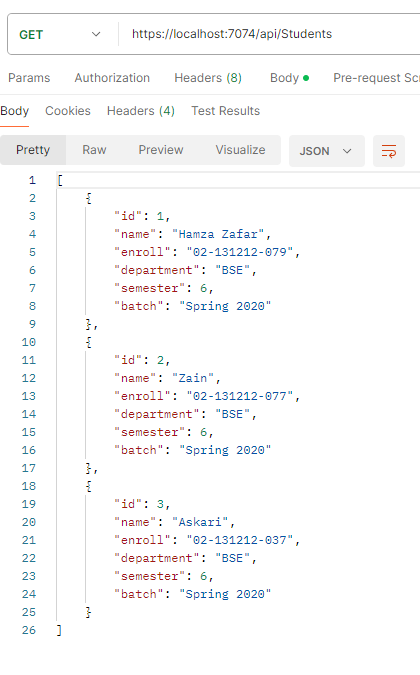 GET https://localhost:7074/api/Students
Params Authorization Headers (8) Body Pre-request Scr
Body Cookies Headers (4) Test Results
Pretty Raw Preview Visualize JSON
1 [
2 {
3 "id": 1,
4 "name": "Hamza Zafar",
5 "enroll": "02-131212-079",
6 "department": "BSE",
7 "semester": 6,
8 "batch": "Spring 2020"
9 },
10 {
11 "id": 2,
12 "name": "Zain",
13 "enroll": "02-131212-077",
14 "department": "BSE",
15 "semester": 6,
16 "batch": "Spring 2020"
17 },
18 {
19 "id": 3,
20 "name": "Askari",
21 "enroll": "02-131212-037",
22 "department": "BSE",
23 "semester": 6,
24 "batch": "Spring 2020"
25 }
26 ]